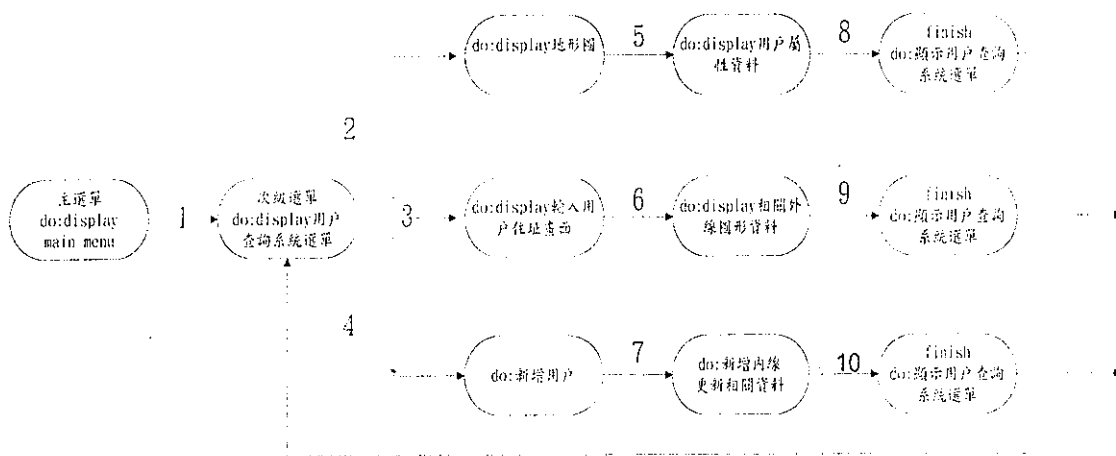 do:display地形圖
5
do:display用戶屬
性資料
8
finish
do:顯示用戶查詢
系統選單
2
主選單
do:display
main menu
1
次級選單
do:display用戶
查詢系統選單
3
do:display輸入用
戶住址畫面
6
do:display相關外
線圖形資料
9
finish
do:顯示用戶查詢
系統選單
4
do:新增用戶
7
do:新增內線
更新相關資料
10
finish
do:顯示用戶查詢
系統選單